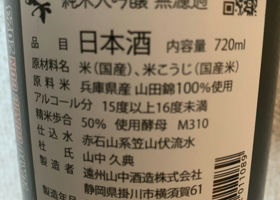 純米大吟醸 無濾過
品目 日本酒 内容量 720ml
原材料名 米(国産)、米こうじ(国産米)
原料米 兵庫県産 山田錦100%使用
アルコール分 15度以上16度未満
精米歩合 50% 使用酵母 M310
仕込水 赤石山系笠山伏流水
杜氏 山中 久典
製造者 遠州山中酒造株式会社
静岡県掛川市横須賀61
製造年月